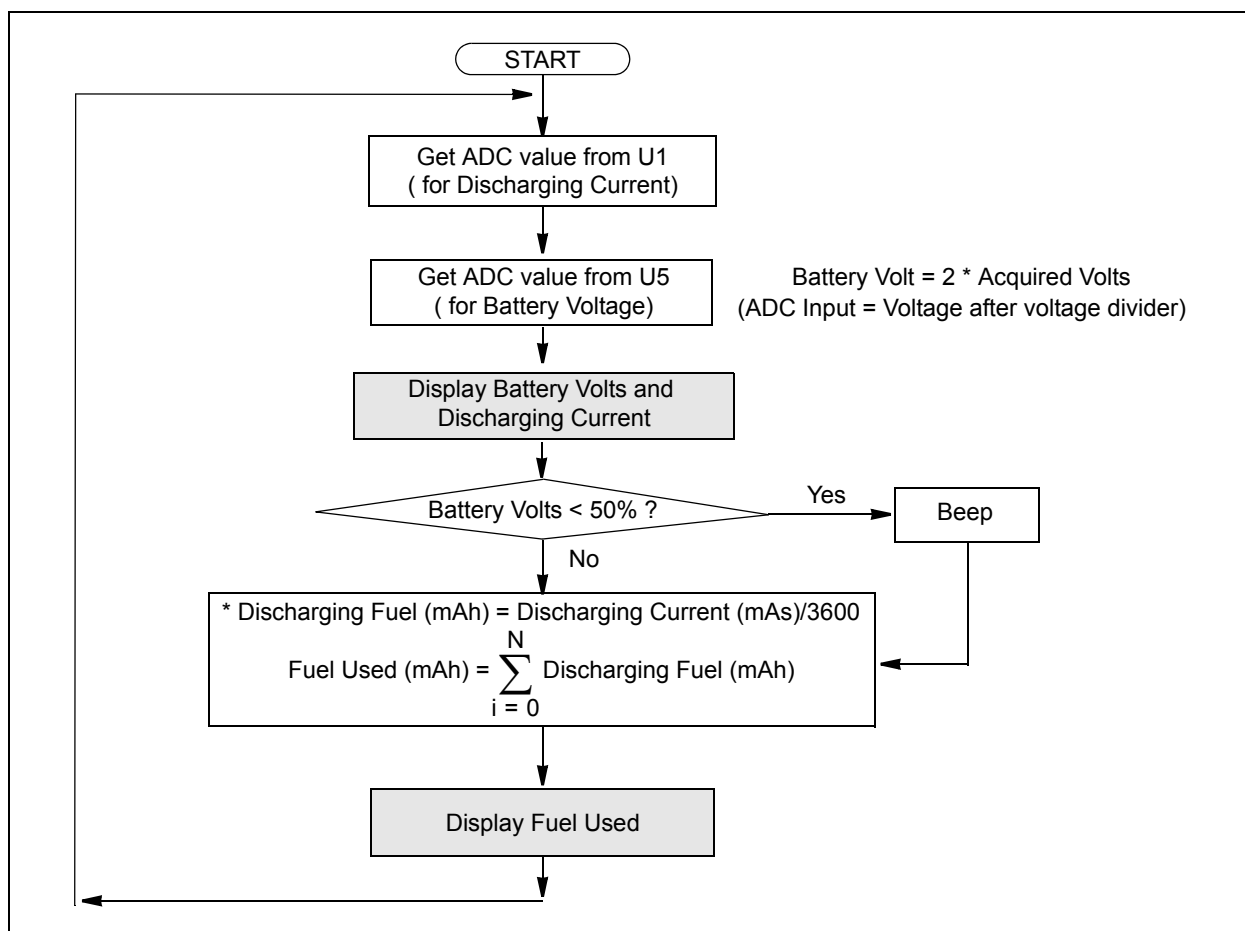 START
Get ADC value from U1
( for Discharging Current)
Get ADC value from U5
( for Battery Voltage)
Battery Volt = 2 * Acquired Volts
(ADC Input = Voltage after voltage divider)
Display Battery Volts and
Discharging Current
Battery Volts < 50% ?
Yes
Beep
No
* Discharging Fuel (mAh) = Discharging Current (mAs)/3600
N
Fuel Used (mAh) = ∑ Discharging Fuel (mAh)
i = 0
Display Fuel Used